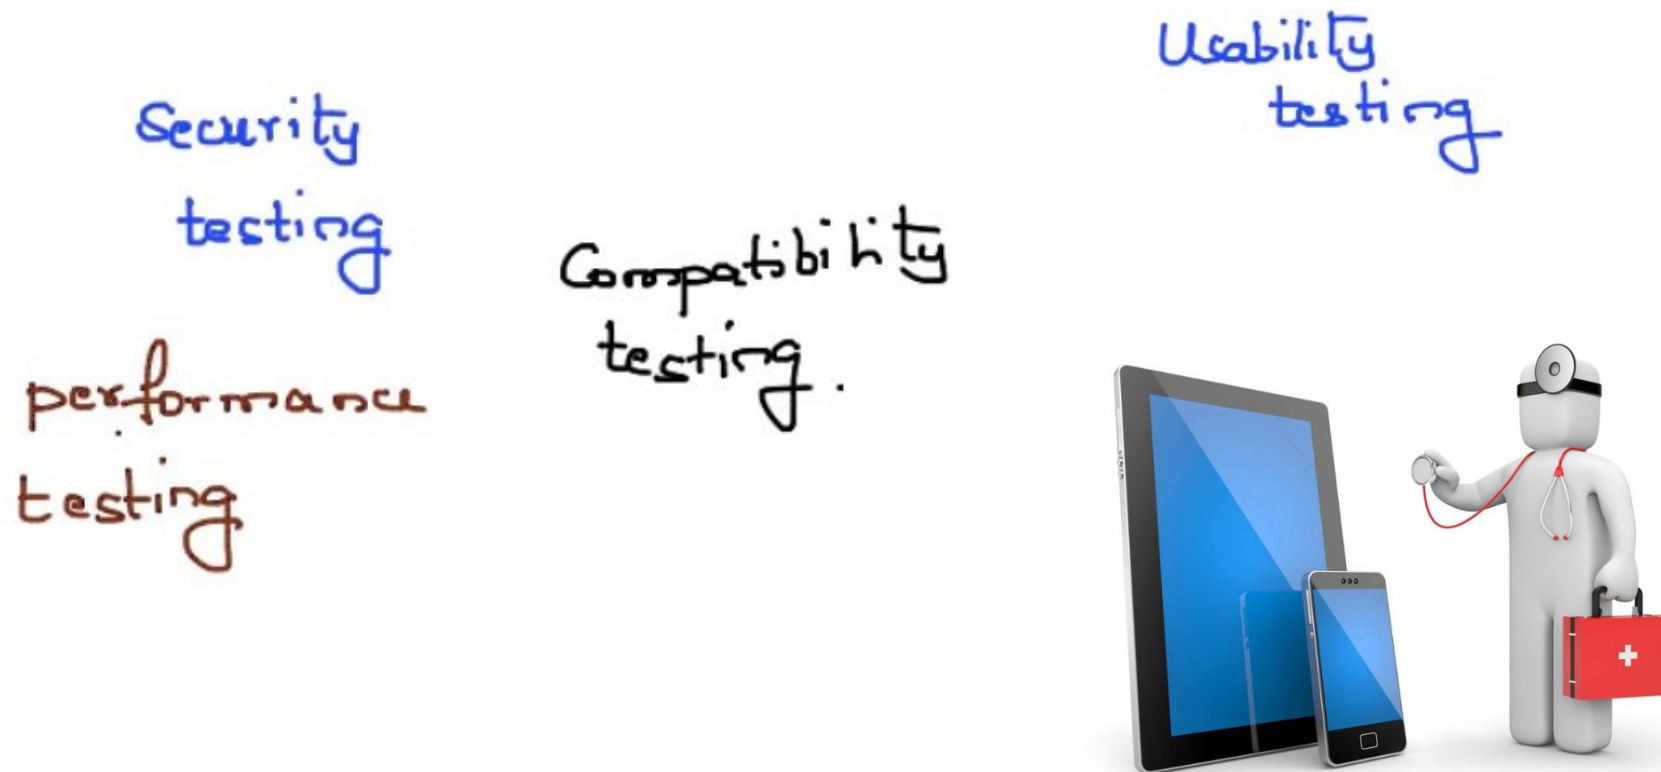 Security
testing
performance
testing
Compatibility
testing.
Usability
testing